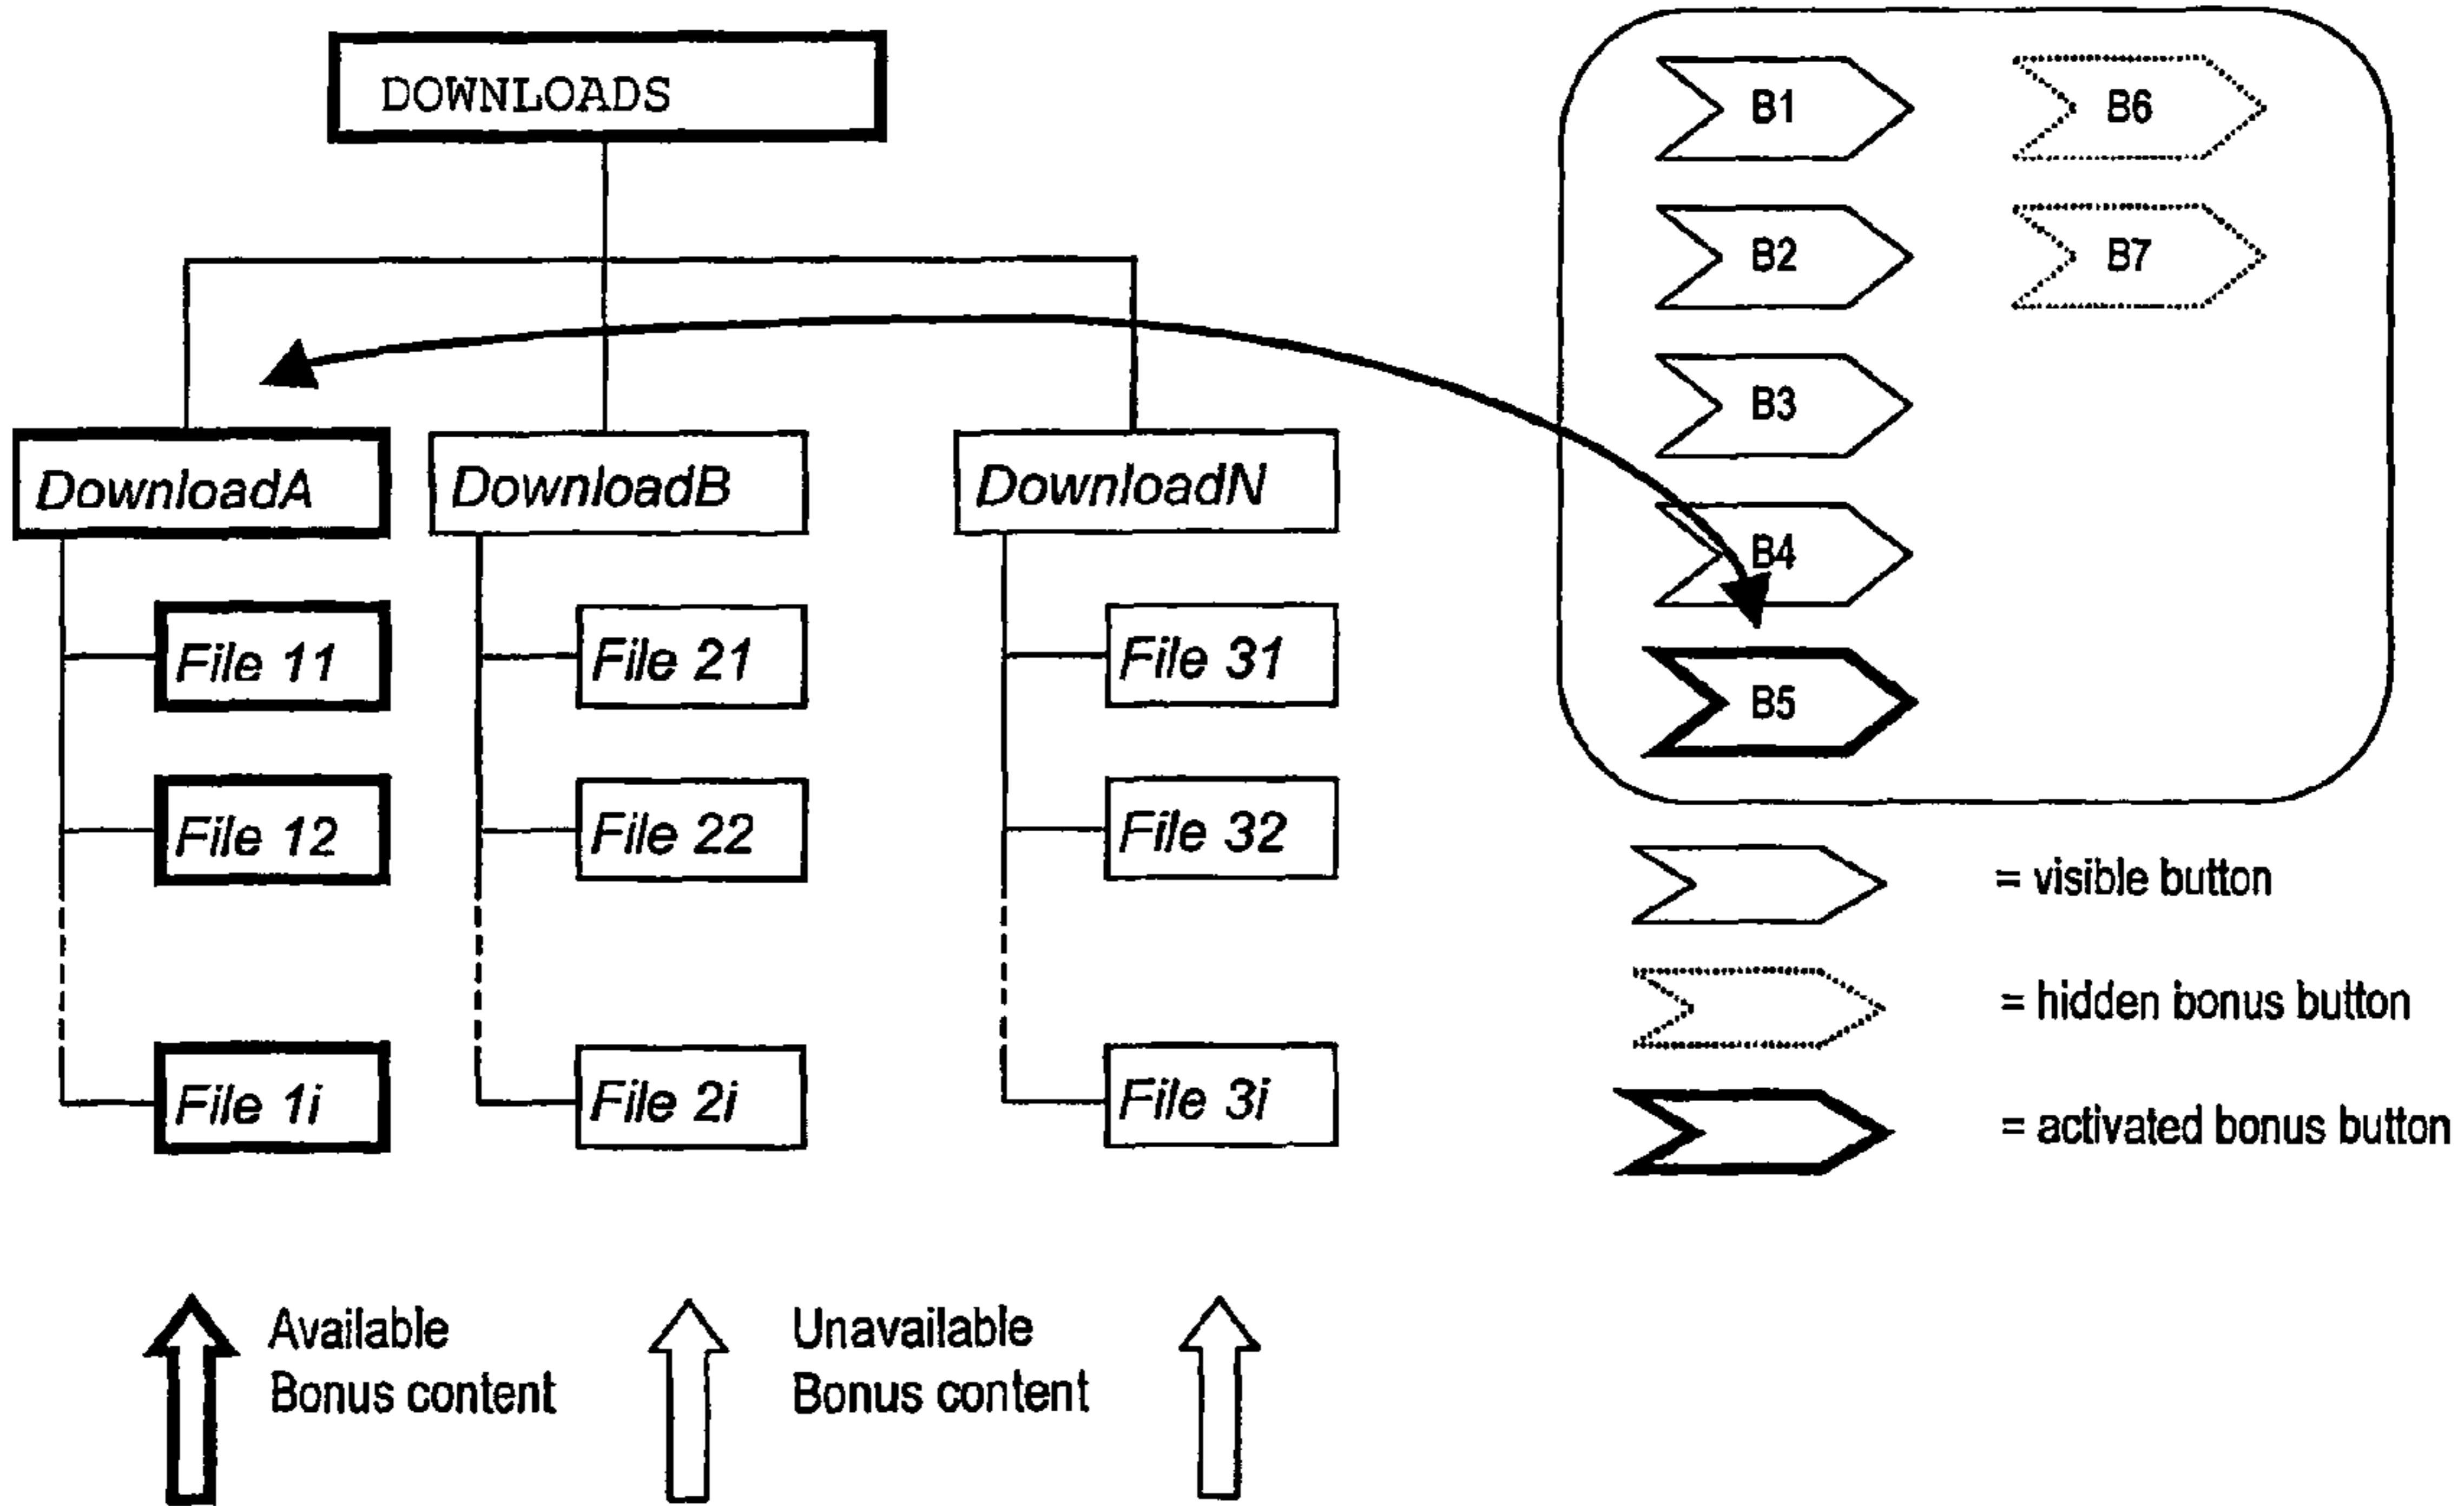 DOWNLOADS
DownloadA
DownloadB
DownloadN
File 11
File 21
File 31
File 12
File 22
File 32
File 1i
File 2i
File 3i
Available
Bonus content
Unavailable
Bonus content
B1
B6
B2
B7
B3
B4
B5
= visible button
= hidden bonus button
= activated bonus button